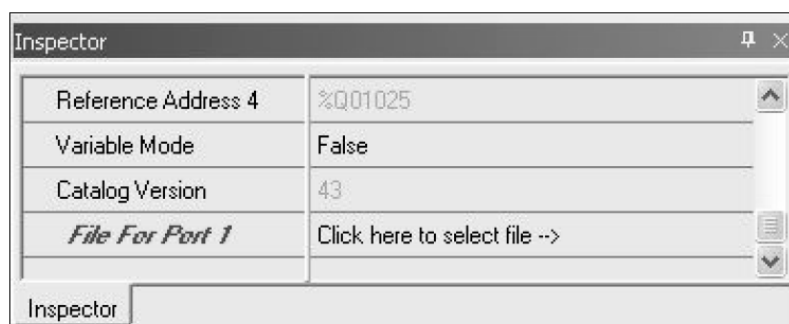 Inspector
Reference Address 4 %Q01025
Variable Mode False
Catalog Version 43
File For Port 1 Click here to select file -->
Inspector